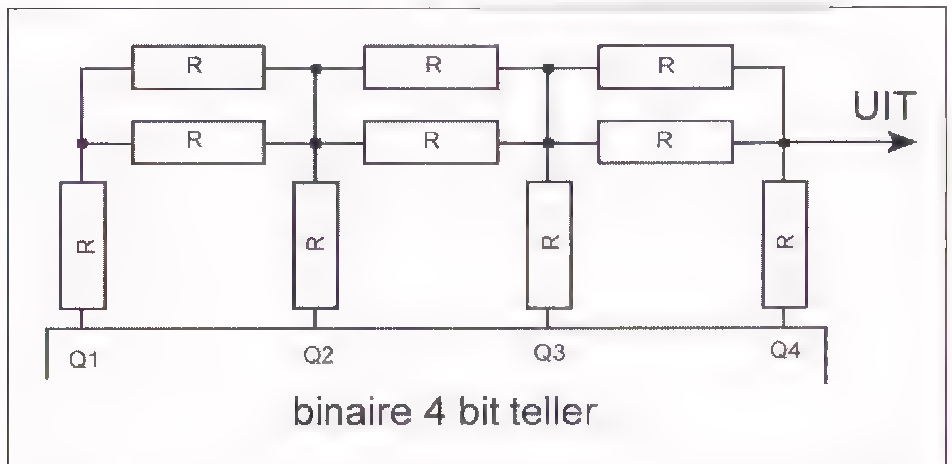 R R R
UIT
R R R
R R R R
Q1 Q2 Q3 Q4
binaire 4 bit teller